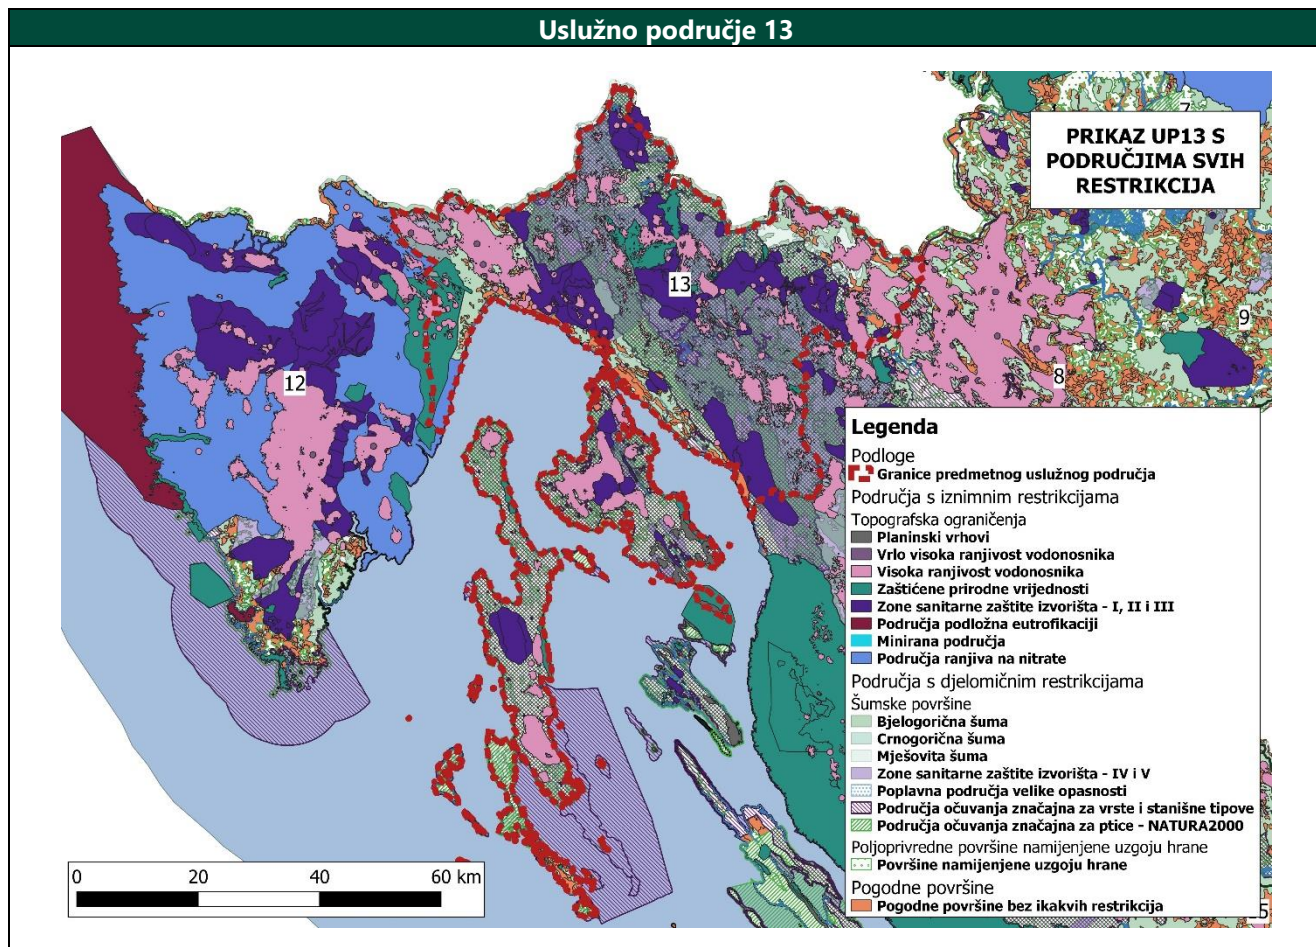 Uslužno područje 13
PRIKAZ UP13 S
PODRUČJIMA SVIH
RESTRIKCIJA
7
13
9
12
8
Legenda
Podloge
Granice predmetnog uslužnog područja
Područja s iznimnim restrikcijama
Topografska ograničenja
Planinski vrhovi
Vrlo visoka ranjivost vodonosnika
Visoka ranjivost vodonosnika
Zaštićene prirodne vrijednosti
Zone sanitarne zaštite izvorišta - I, II i III
Područja podložna eutrofikaciji
Minirana područja
Područja ranjiva na nitrate
Područja s djelomičnim restrikcijama
Šumske površine
Bjelogorična šuma
Crnogorična šuma
Mješovita šuma
Zone sanitarne zaštite izvorišta - IV i V
Poplavna područja velike opasnosti
Područja očuvanja značajna za vrste i stanišne tipove
Područja očuvanja značajna za ptice - NATURA2000
Poljoprivredne površine namijenjene uzgoju hrane
Površine namijenjene uzgoju hrane
Pogodne površine
Pogodne površine bez ikakvih restrikcija
0 20 40 60 km